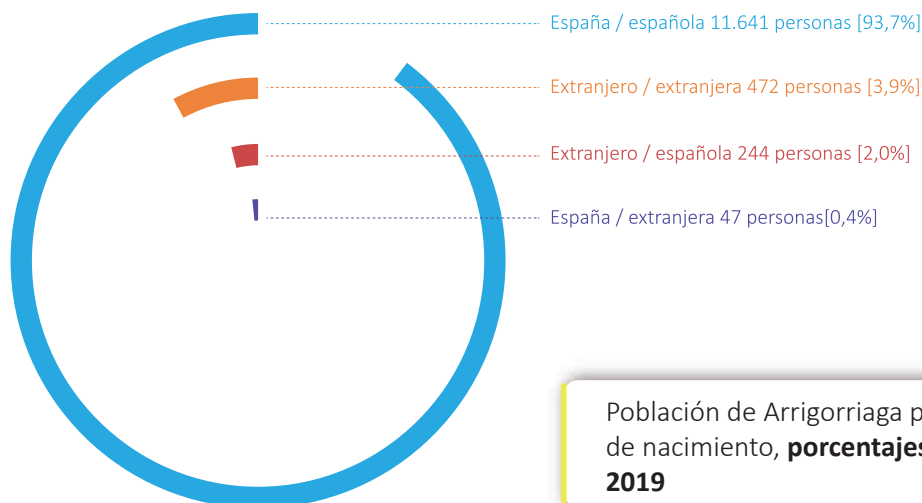 España / española 11.641 personas [93,7%]
Extranjero / extranjera 472 personas [3,9%]
Extranjero / española 244 personas [2,0%]
España / extranjera 47 personas[0,4%]
Población de Arrigorriaga
de nacimiento, porcentajes
2019